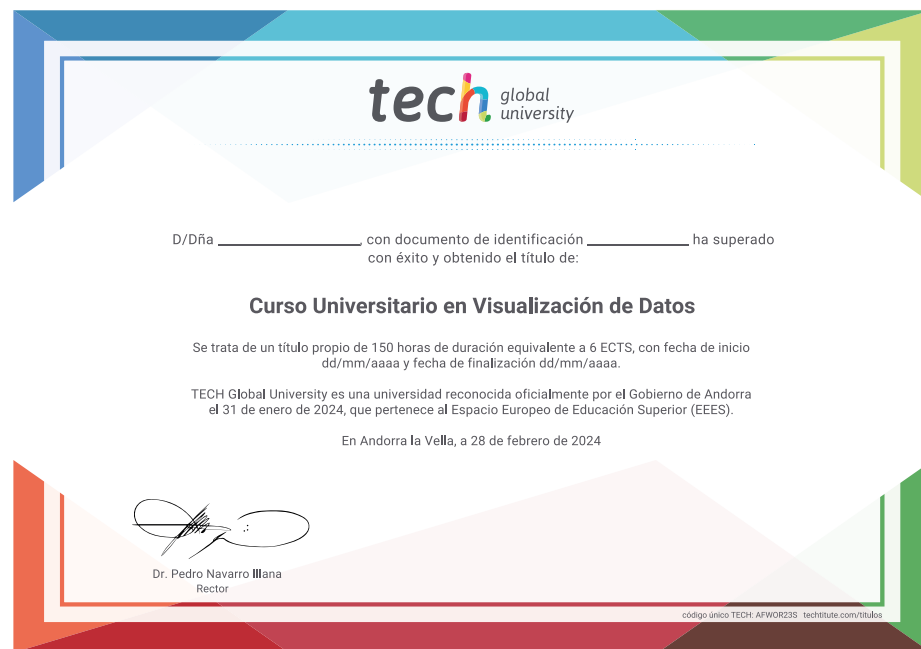 tech global university
D/Dña ______________, con documento de identificación __________ ha superado
con éxito y obtenido el título de:
Curso Universitario en Visualización de Datos
Se trata de un título propio de 150 horas de duración equivalente a 6 ECTS, con fecha de inicio
dd/mm/aaaa y fecha de finalización dd/mm/aaaa.
TECH Global University es una universidad reconocida oficialmente por el Gobierno de Andorra
el 31 de enero de 2024, que pertenece al Espacio Europeo de Educación Superior (EEES).
En Andorra la Vella, a 28 de febrero de 2024
Dr. Pedro Navarro Illana
Rector
código único TECH: AFWOR23S techtitute.com/titulos